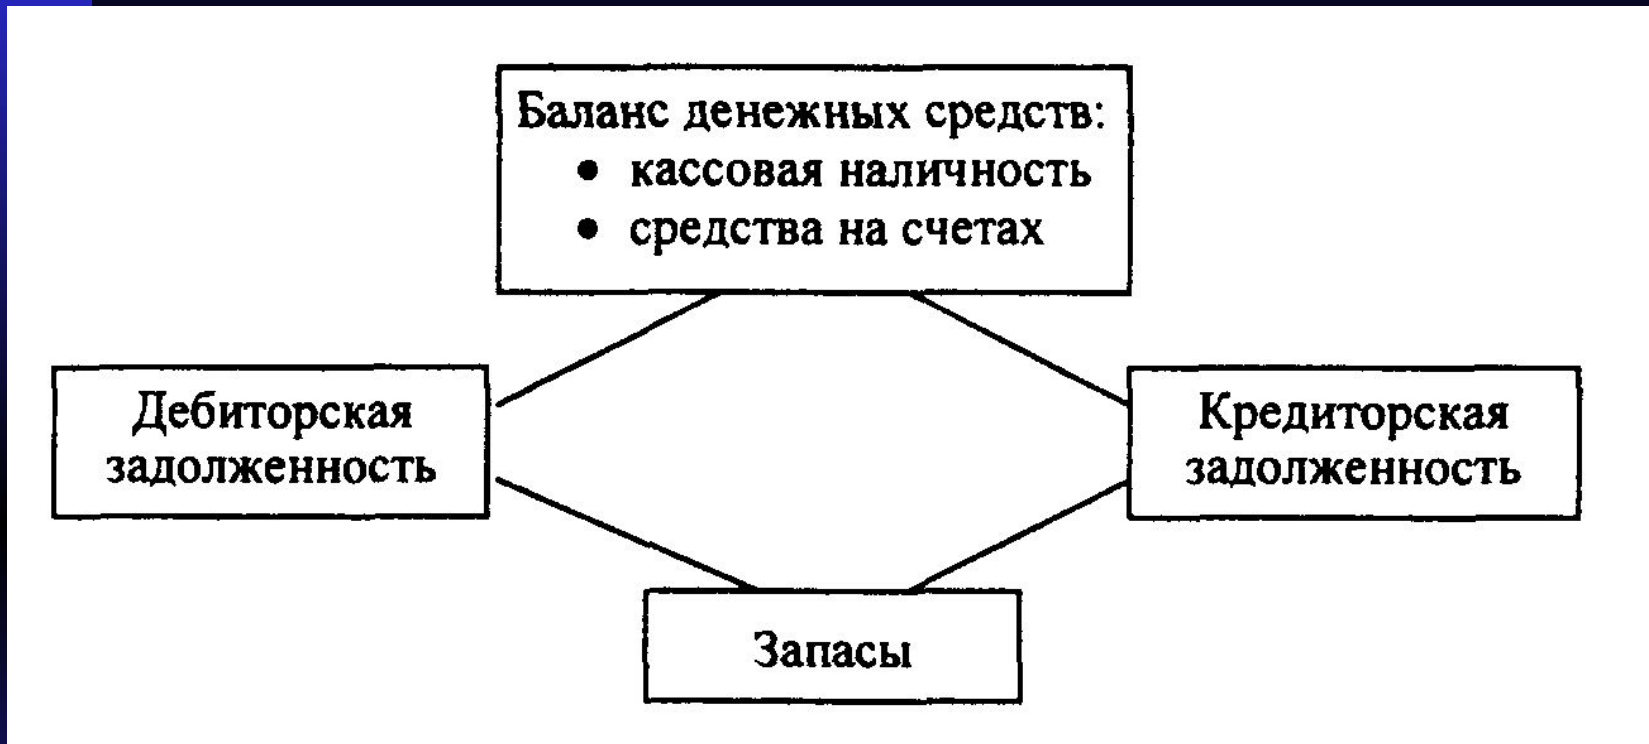 Баланс денежных средств:
• кассовая наличность
• средства на счетах
Дебиторская
задолженность
Кредиторская
задолженность
Запасы